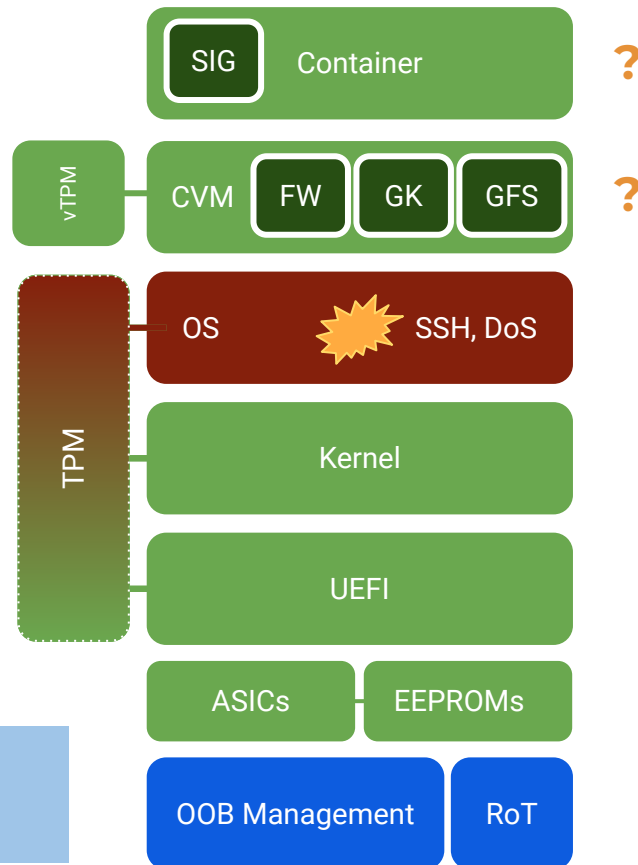 SIG
Container
?
vTPM
CVM
FW
GK
GFS
?
OS
SSH, DoS
TPM
Kernel
UEFI
ASICs
EEPROMs
OOB Management
RoT